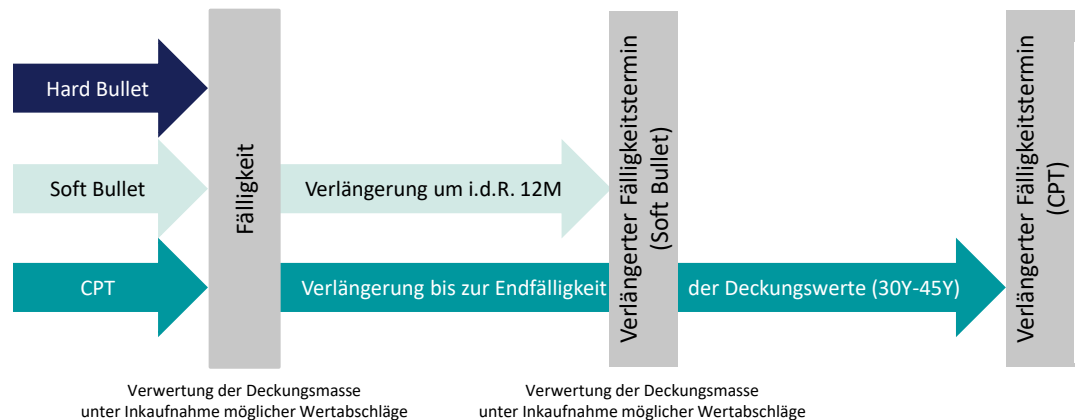 Hard Bullet
Soft Bullet
CPT
Fälligkeit
Verlängerung um i.d.R. 12M
Verlängerung bis zur Endfälligkeit
Verlängerter Fälligkeitstermin
(Soft Bullet)
der Deckungswerte (30Y-45Y)
Verlängerter Fälligkeitstermin
(CPT)
Verwertung der Deckungsmasse
unter Inkaufnahme möglicher Wertabschläge
Verwertung der Deckungsmasse
unter Inkaufnahme möglicher Wertabschläge